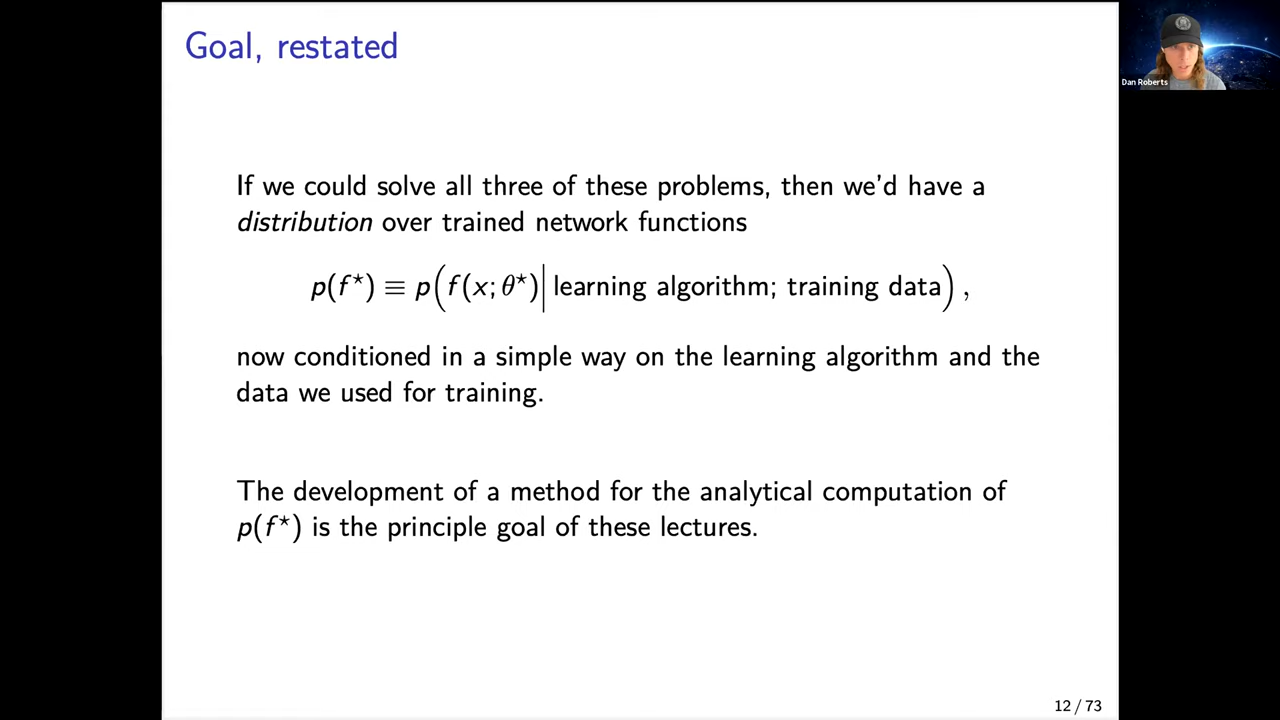 Goal, restated
Dan Roberts
If we could solve all three of these problems, then we'd have a
distribution over trained network functions
p(f⋆) ≡ p(f(x; θ⋆)| learning algorithm; training data),
now conditioned in a simple way on the learning algorithm and the
data we used for training.
The development of a method for the analytical computation of
p(f⋆) is the principle goal of these lectures.
12 / 73